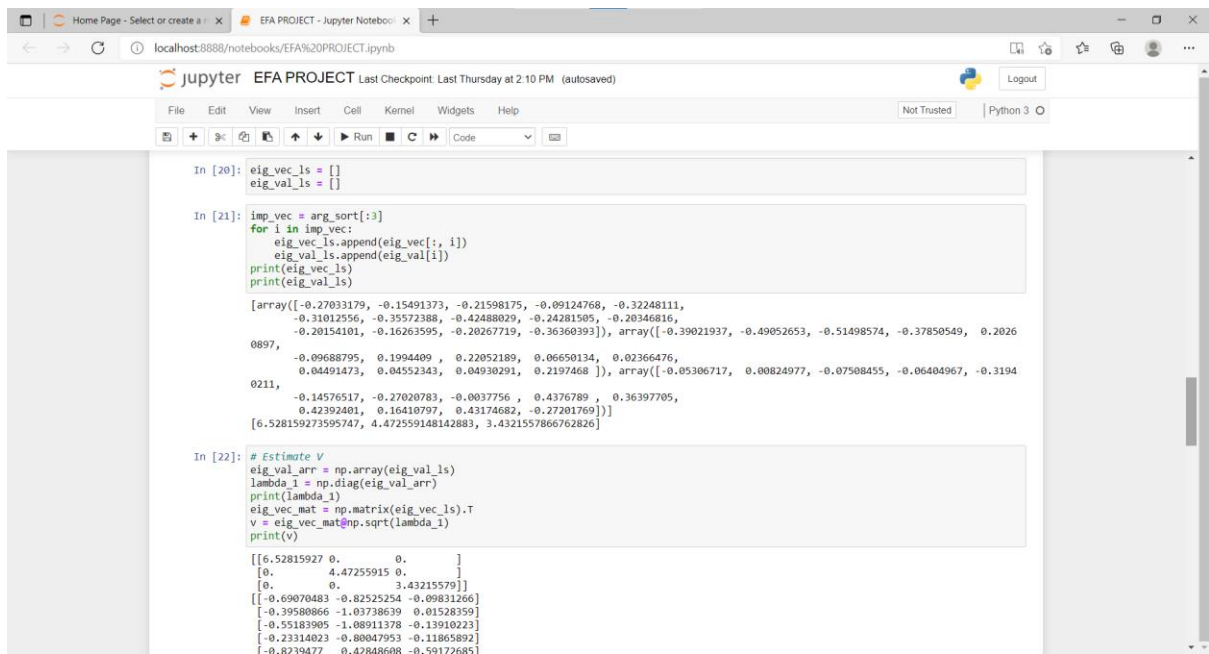 Home Page - Select or create a n
EFA PROJECT - Jupyter Notebool
localhost:8888/notebooks/EFA%20PROJECT.ipynb
jupyter EFA PROJECT Last Checkpoint: Last Thursday at 2:10 PM (autosaved)
Logout
File Edit View Insert Cell Kernel Widgets Help
Not Trusted
Python 3
Run
Code
In [20]: eig_vec_ls = []
eig_val_ls = []
In [21]: imp_vec = arg_sort[:3]
for i in imp_vec:
eig_vec_ls.append(eig_vec[:, i])
eig_val_ls.append(eig_val[i])
print(eig_vec_ls)
print(eig_val_ls)
[array([-0.27033179, -0.15491373, -0.21598175, -0.09124768, -0.32248111,
-0.31012556, -0.35572388, -0.42488029, -0.24281505, -0.20346816,
-0.20154101, -0.16263595, -0.20267719, -0.36360393]), array([-0.39021937, -0.49052653, -0.51498574, -0.37850549, 0.2026
0897,
-0.09688795, 0.1994409 , 0.22052189, 0.06650134, 0.02366476,
0.04491473, 0.04552343, 0.04930291, 0.2197468 ]), array([-0.05306717, 0.00824977, -0.07508455, -0.06404967, -0.3194
0211,
-0.14576517, -0.27020783, -0.0037756 , 0.4376789 , 0.36397705,
0.42392401, 0.16410797, 0.43174682, -0.27201769])]
[6.528159273595747, 4.472559148142883, 3.4321557866762826]
In [22]: # Estimate V
eig_val_arr = np.array(eig_val_ls)
lambda_1 = np.diag(eig_val_arr)
print(lambda_1)
eig_vec_mat = np.matrix(eig_vec_ls).T
v = eig_vec_mat@np.sqrt(lambda_1)
print(v)
[[6.52815927 0. 0. ]
[0. 4.47255915 0. ]
[0. 0. 3.43215579]]
[[-0.69070483 -0.82525254 -0.09831266]
[-0.39580866 -1.03738639 0.01528359]
[-0.55183905 -1.08911378 -0.13910223]
[-0.23314023 -0.80047953 -0.11865892]
[-0.8239477 0.42848608 -0.59172685]